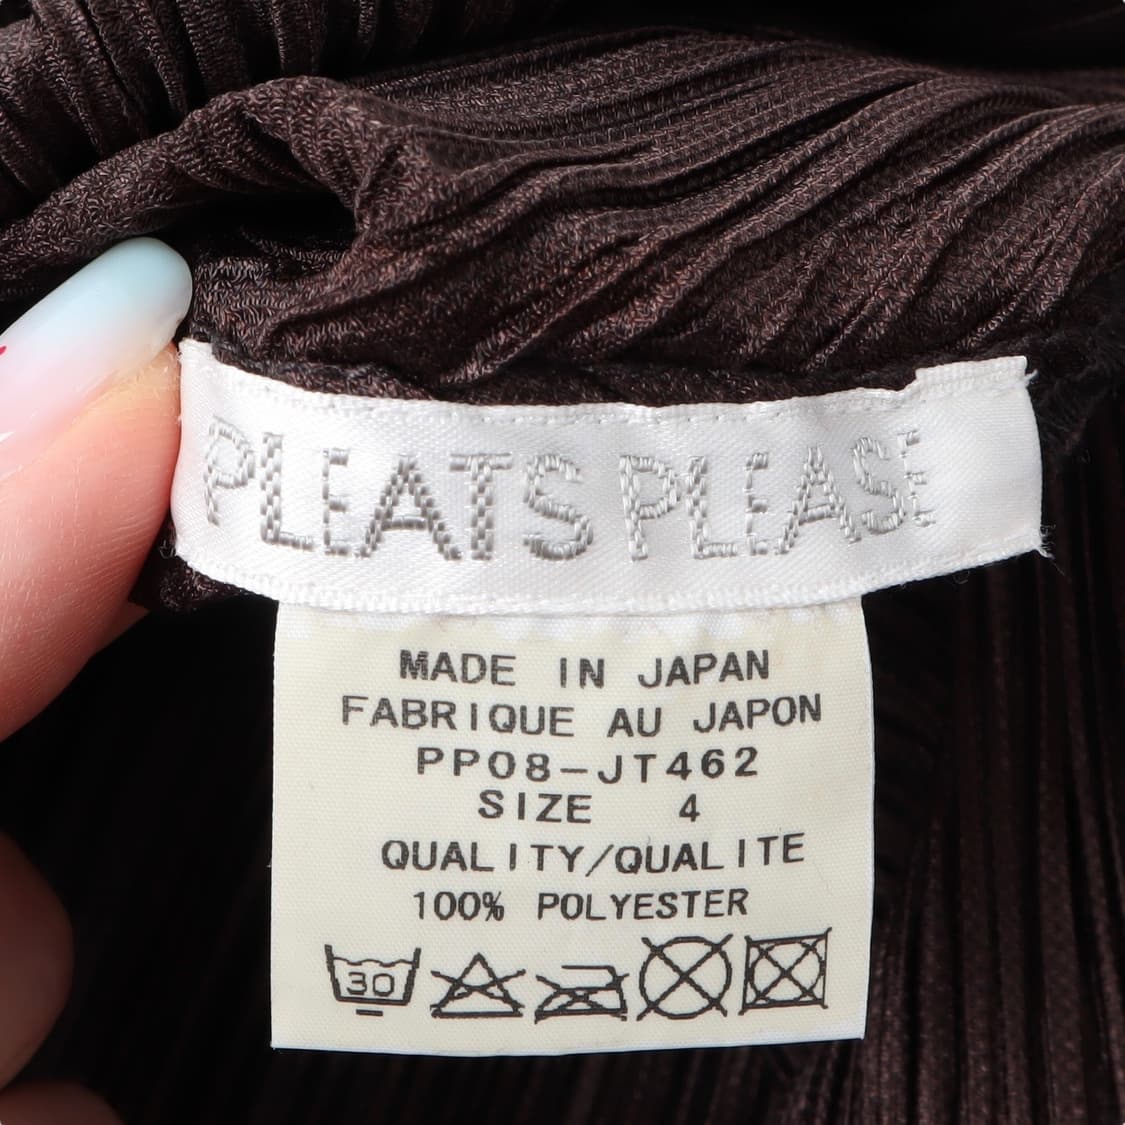 PLEATS PLEASE
MADE IN JAPAN
FABRIQUE AU JAPON
PP08-JT462
SIZE 4
QUALITY/QUALITE
100% POLYESTER
30